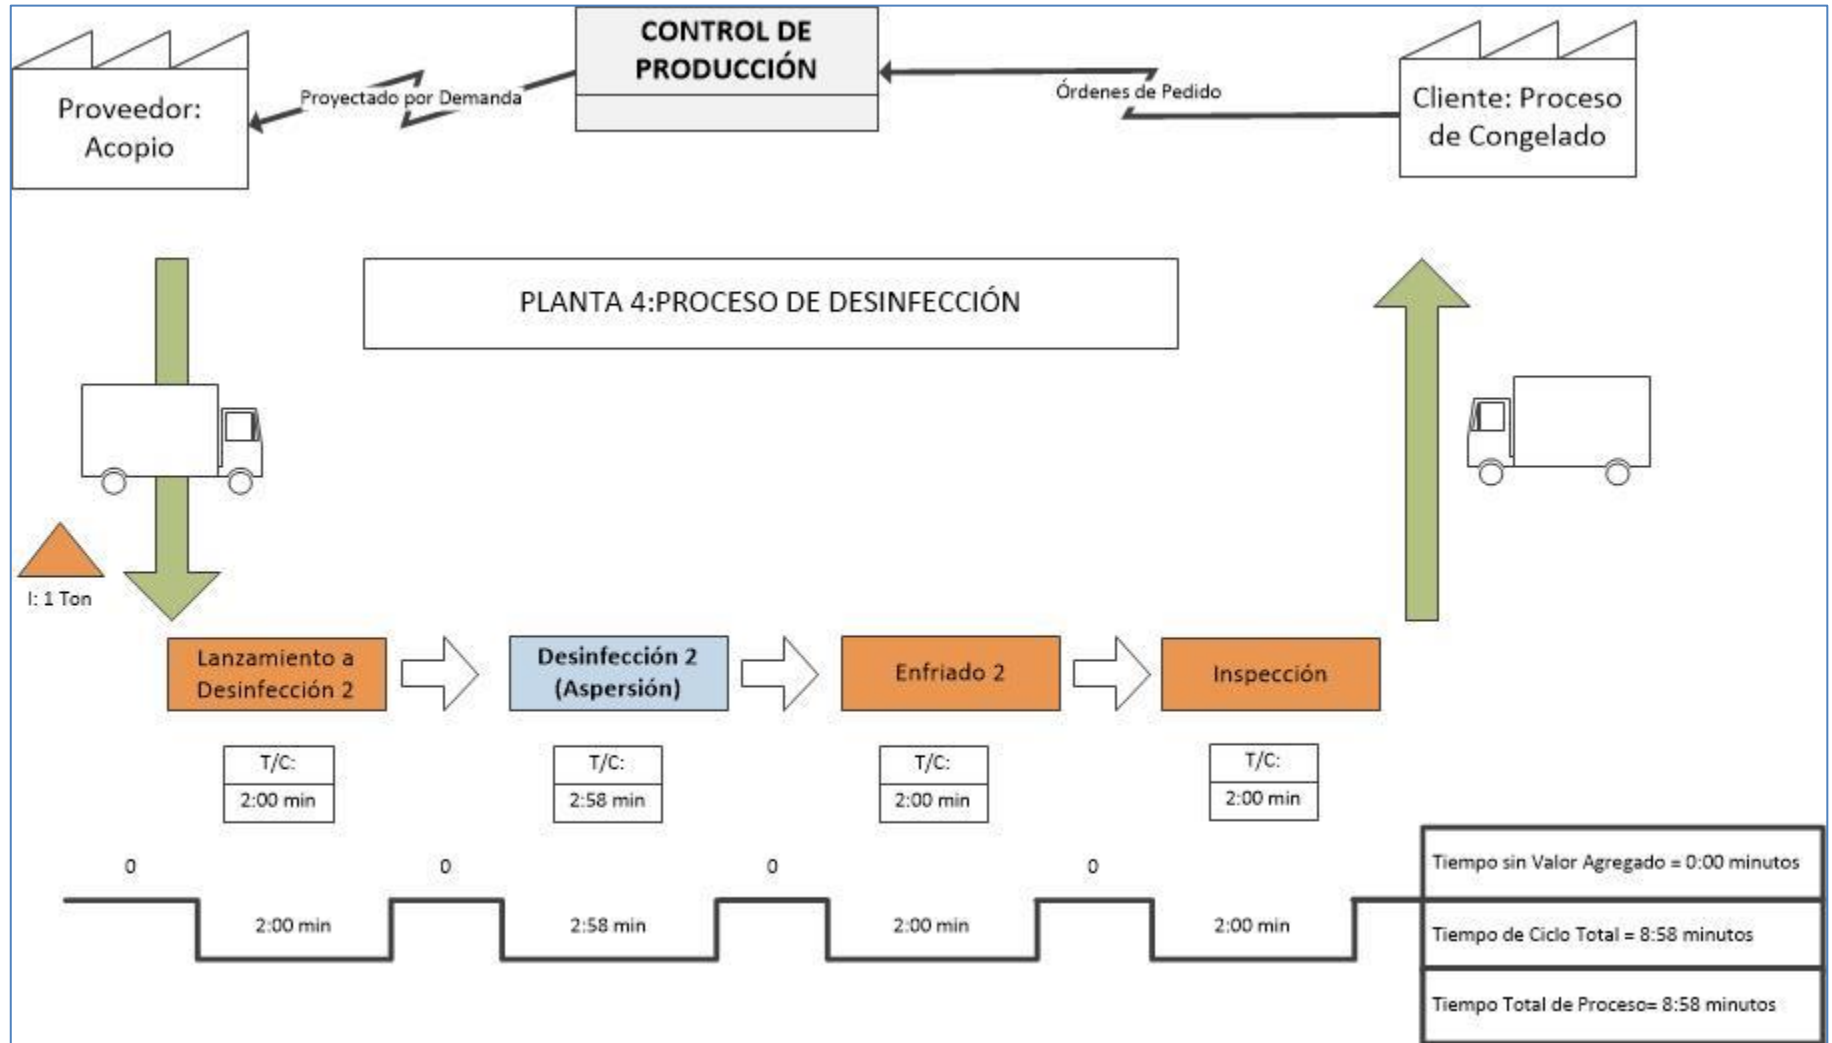 CONTROL DE
PRODUCCIÓN
Proveedor:
Acopio
Proyectado por Demanda
Órdenes de Pedido
Cliente: Proceso
de Congelado
PLANTA 4:PROCESO DE DESINFECCIÓN
I: 1 Ton
Lanzamiento a
Desinfección 2
Desinfección 2
(Aspersión)
Enfriado 2
Inspección
T/C:
2:00 min
T/C:
2:58 min
T/C:
2:00 min
T/C:
2:00 min
0
0
0
0
2:00 min
2:58 min
2:00 min
2:00 min
Tiempo sin Valor Agregado = 0:00 minutos
Tiempo de Ciclo Total = 8:58 minutos
Tiempo Total de Proceso= 8:58 minutos